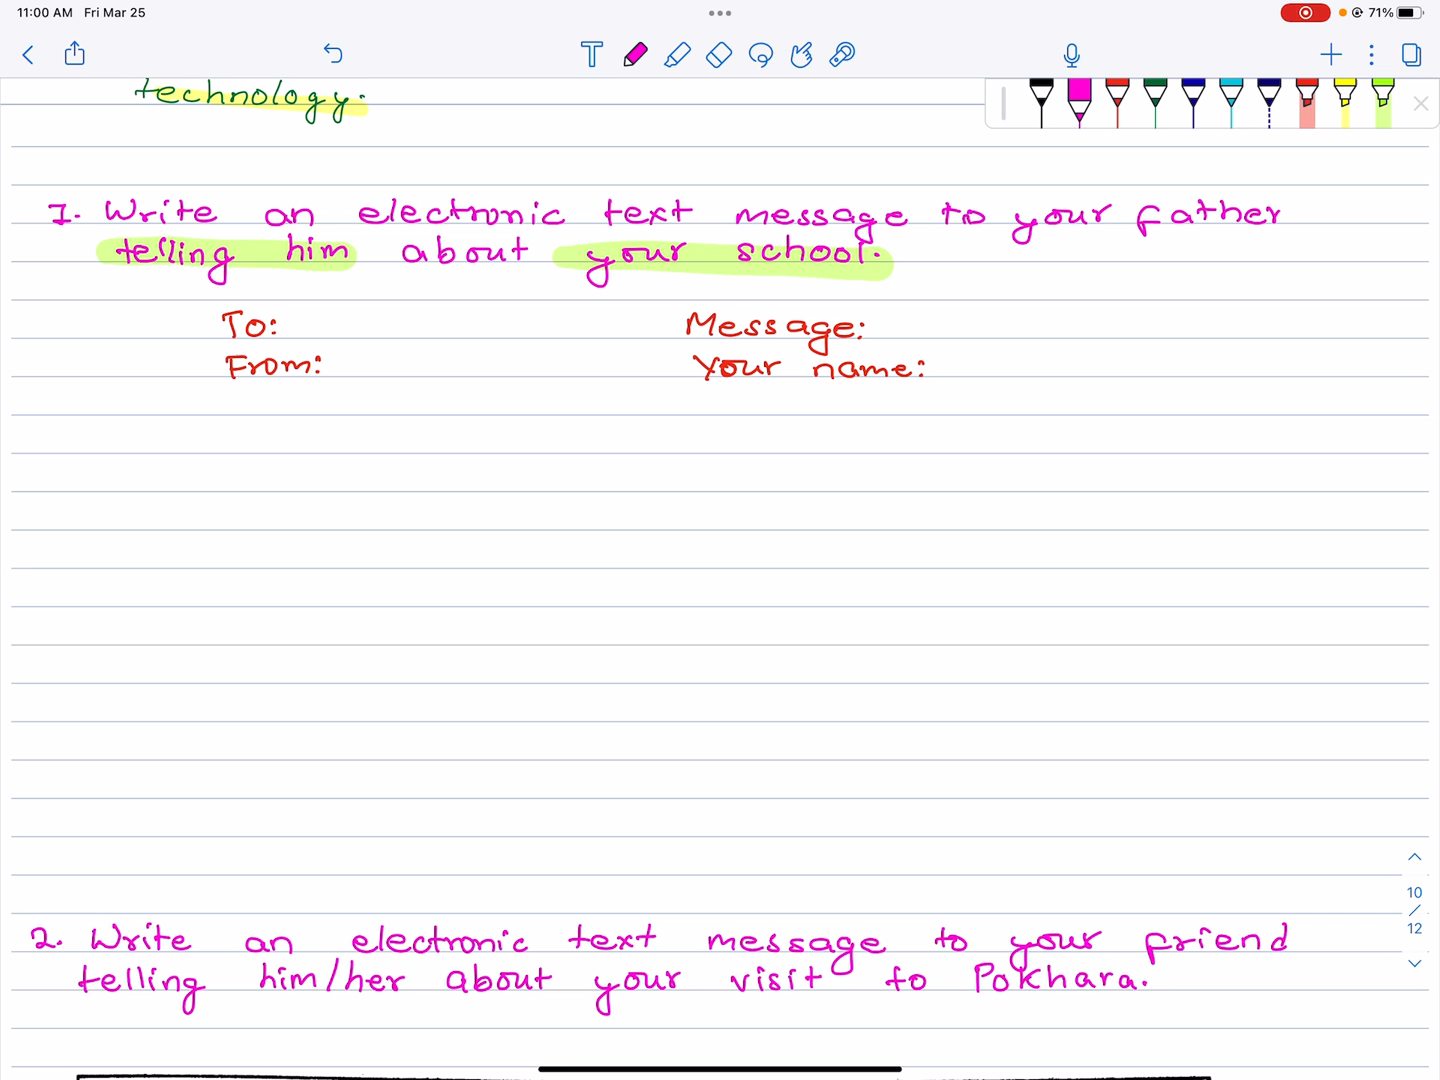 11:00 AM Fri Mar 25
71%
technology.
1. Write an electronic text message to your father
telling him about your school.
To:
Message:
From:
Your name:
10
/
12
2. Write an electronic text message to your friend
telling him/her about your visit to Pokhara.